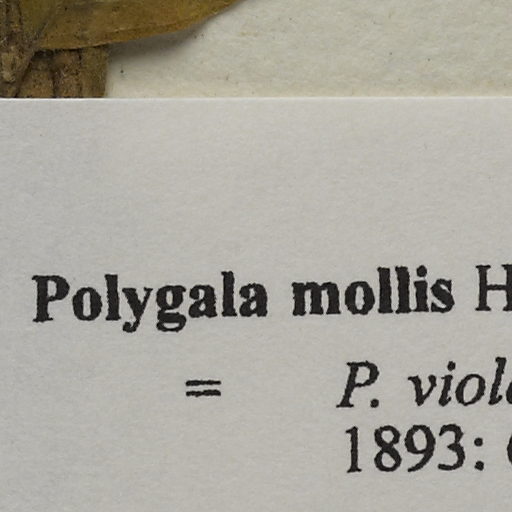 Polygala mollis H
= P. viol
1893: